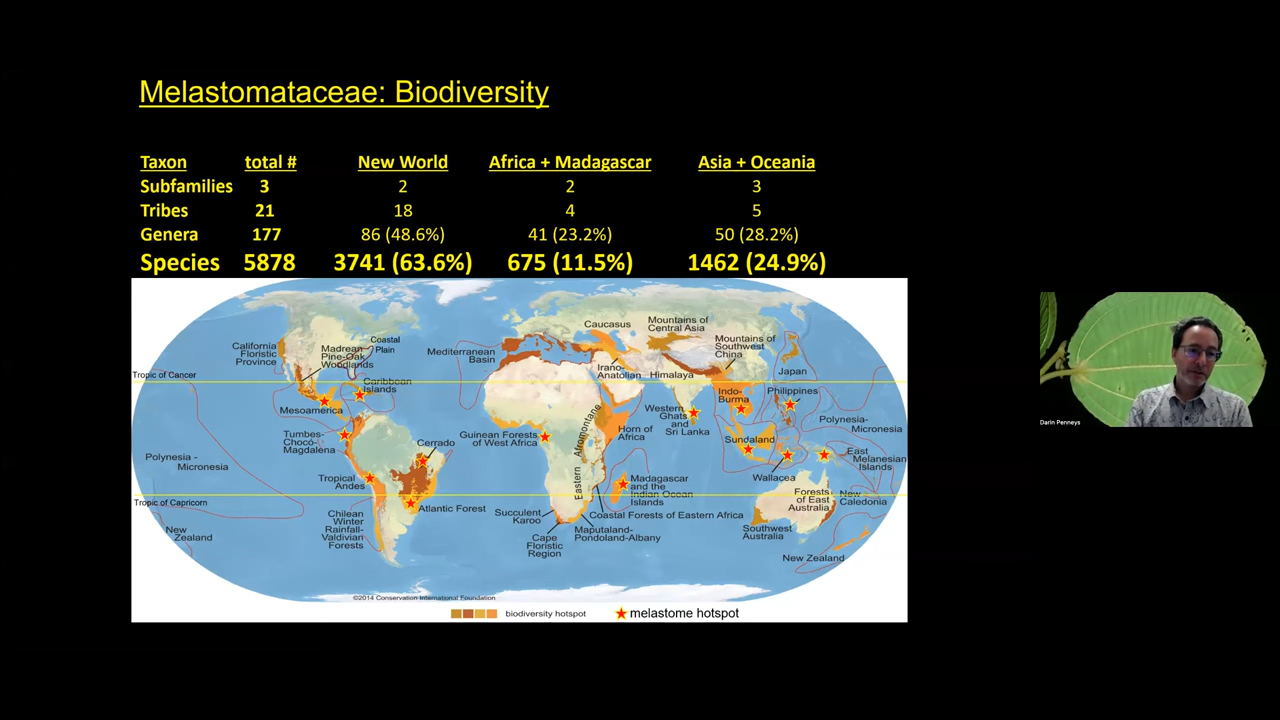 Melastomataceae: Biodiversity
Taxon total # New World Africa + Madagascar Asia + Oceania
Subfamilies 3 2 2 3
Tribes 21 18 4 5
Genera 177 86 (48.6%) 41 (23.2%) 50 (28.2%)
Species 5878 3741 (63.6%) 675 (11.5%) 1462 (24.9%)
California
Floristic
Province
Madrean
Pine-Oak
Woodlands
Coastal
Plain
Mediterranean
Basin
Caucasus
Mountains of
Central Asia
Mountains of
Southwest
China
Irano-
Anatolian
Himalaya
Japan
Tropic of Cancer
Caribbean
Islands
Mesoamerica
Indo-
Burma
Philippines
Western
Ghats
and
Sri Lanka
Polynesia-
Micronesia
Tumbes-
Choco-
Magdalena
Cerrado
Guinean Forests
of West Africa
Eastern Afromontane
Horn of
Africa
Sundaland
Wallacea
East
Melanesian
Islands
Polynesia -
Micronesia
Tropical
Andes
Madagascar
and the
Indian Ocean
Islands
Tropic of Capricorn
Atlantic Forest
Forests
of East
Australia
New
Caledonia
New
Zealand
Chilean
Winter
Rainfall-
Valdivian
Forests
Succulent
Karoo
Coastal Forests of Eastern Africa
Cape
Floristic
Region
Maputaland-
Pondoland-Albany
Southwest
Australia
New Zealand
©2014 Conservation International Foundation
biodiversity hotspot
melastome hotspot
Darin Penneys